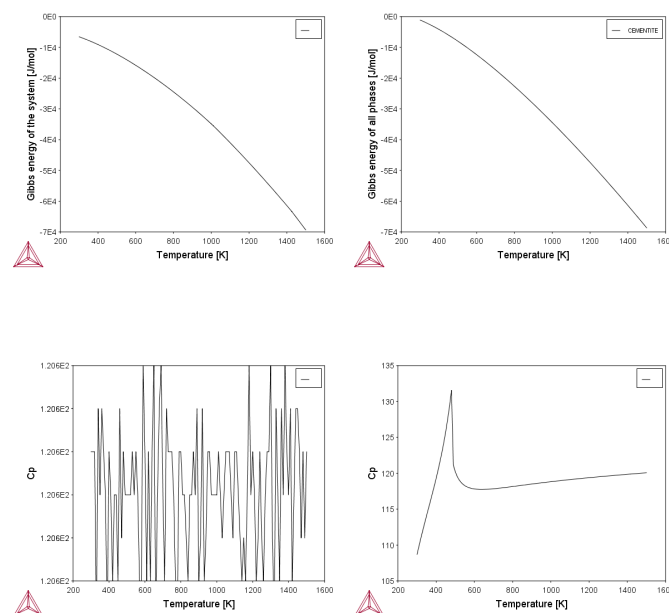 0E0
-1E4
-2E4
-3E4
-4E4
-5E4
-6E4
-7E4
200 400 600 800 1000 1200 1400 1600
Temperature [K]
Gibbs energy of the system [J/mol]
CEMENTITE
0E0
-1E4
-2E4
-3E4
-4E4
-5E4
-6E4
-7E4
200 400 600 800 1000 1200 1400 1600
Temperature [K]
Gibbs energy of all phases [J/mol]
1.206E2
1.206E2
1.206E2
1.206E2
1.206E2
1.206E2
200 400 600 800 1000 1200 1400 1600
Temperature [K]
Cp
135
130
125
120
115
110
105
200 400 600 800 1000 1200 1400 1600
Temperature [K]
Cp